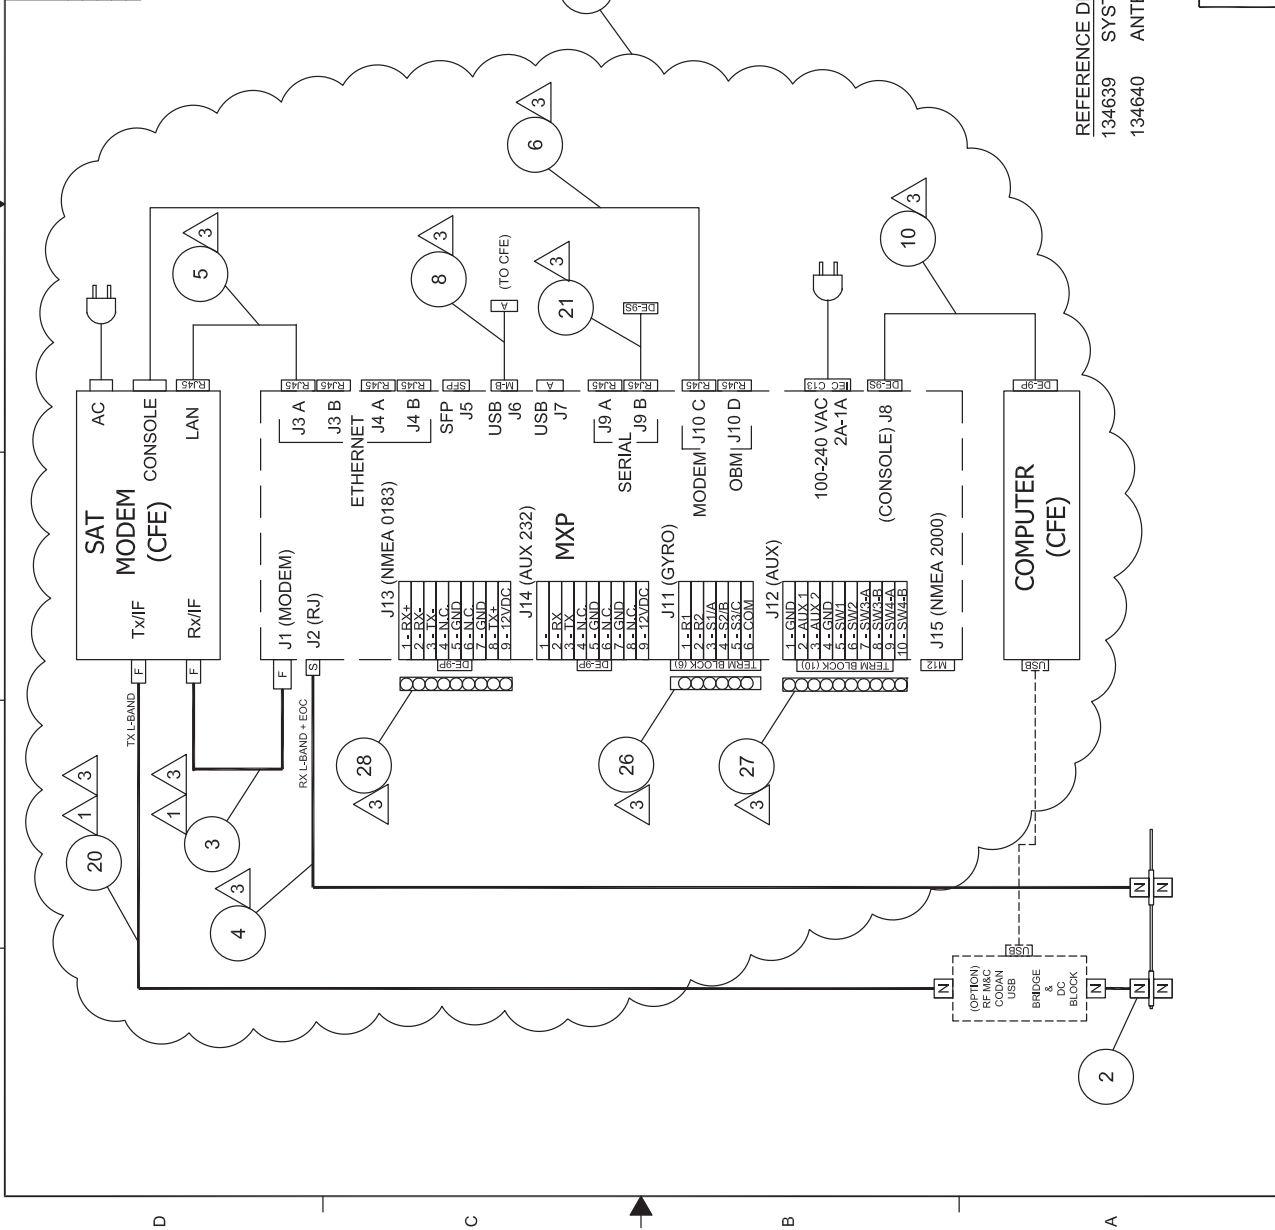 SAT
MODEM
(CFE)
AC
CONSOLE
LAN
RJ45
Tx/IF
Rx/IF
F
F
TX L-BAND
J1 (MODEM)
J2 (RJ)
F
S
RX L-BAND + EOC
MXP
ETHERNET
J3 A
J3 B
J4 A
J4 B
RJ45
RJ45
RJ45
RJ45
SFP
J5
SFP
USB
J6
M-B
A
(TO CFE)
USB
J7
A
SERIAL
J9 A
J9 B
RJ45
RJ45
DE-9S
MODEM
J10 C
RJ45
OBM
J10 D
RJ45
100-240 VAC
2A-1A
IEC C13
(CONSOLE) J8
DE-9S
J13 (NMEA 0183)
1 - RX+
2 - RX-
3 - TX-
4 - N.C.
5 - GND
6 - N.C.
7 - GND
8 - TX+
9 - 12VDC
DE-9P
J14 (AUX 232)
1 -
2 - RX
3 - TX
4 - N.C.
5 - GND
6 - N.C.
7 - GND
8 - N.C.
9 - 12VDC
DE-9P
J11 (GYRO)
1 - R1
2 - R2
3 - S1/A
4 - S2/B
5 - S3/C
6 - COM
TERM BLOCK (6)
J12 (AUX)
1 - GND
2 - AUX 1
3 - AUX 2
4 - GND
5 - SW1
6 - SW2
7 - SW3-A
8 - SW3-B
9 - SW4-A
10 - SW4-B
TERM BLOCK (10)
J15 (NMEA 2000)
M12
COMPUTER
(CFE)
DE-9P
USB
USB
(OPTION)
RF M&C
CODAN
USB
BRIDGE
&
DC
BLOCK
N
N
N
N
N
N
20
1
3
3
1
3
4
3
5
3
6
3
8
3
21
3
10
3
28
3
26
3
27
3
2
REFERENCE D
134639 SYST
134640 ANTE
D
C
B
A